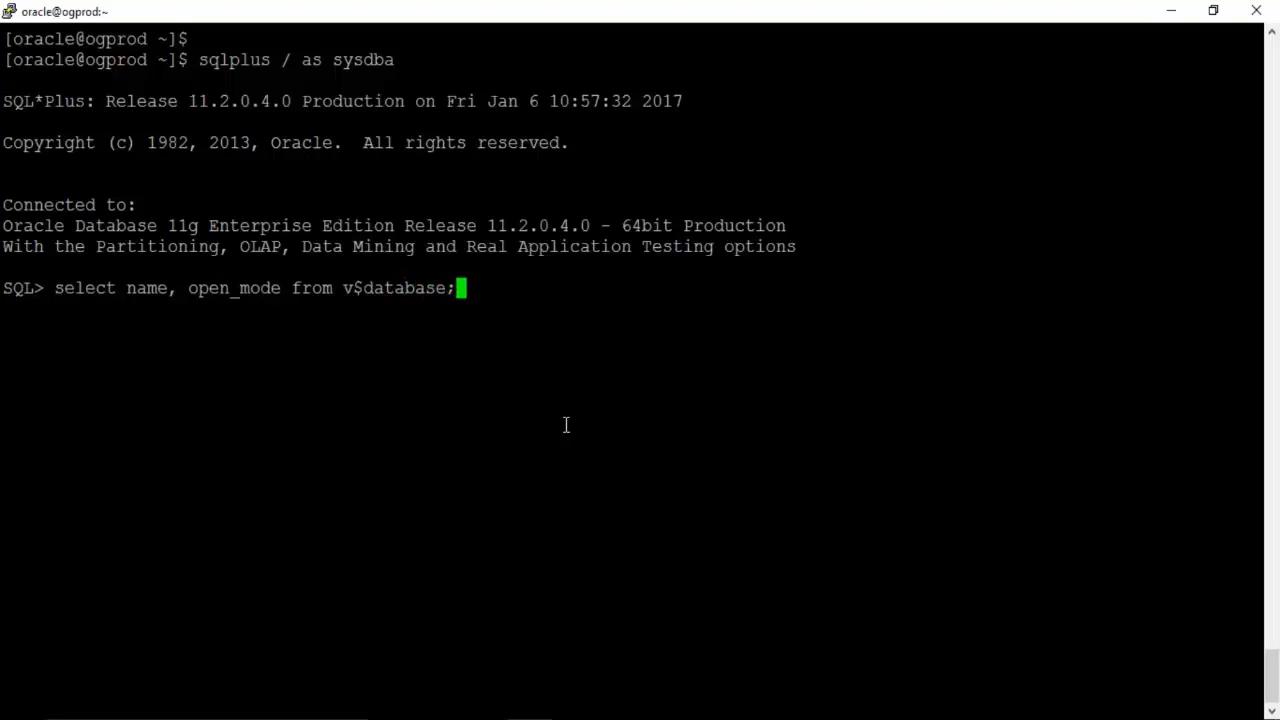 oracle@ogprod:~
[oracle@ogprod ~]$
[oracle@ogprod ~]$ sqlplus / as sysdba
SQL*Plus: Release 11.2.0.4.0 Production on Fri Jan 6 10:57:32 2017
Copyright (c) 1982, 2013, Oracle.  All rights reserved.
Connected to:
Oracle Database 11g Enterprise Edition Release 11.2.0.4.0 - 64bit Production
With the Partitioning, OLAP, Data Mining and Real Application Testing options
SQL> select name, open_mode from v$database;